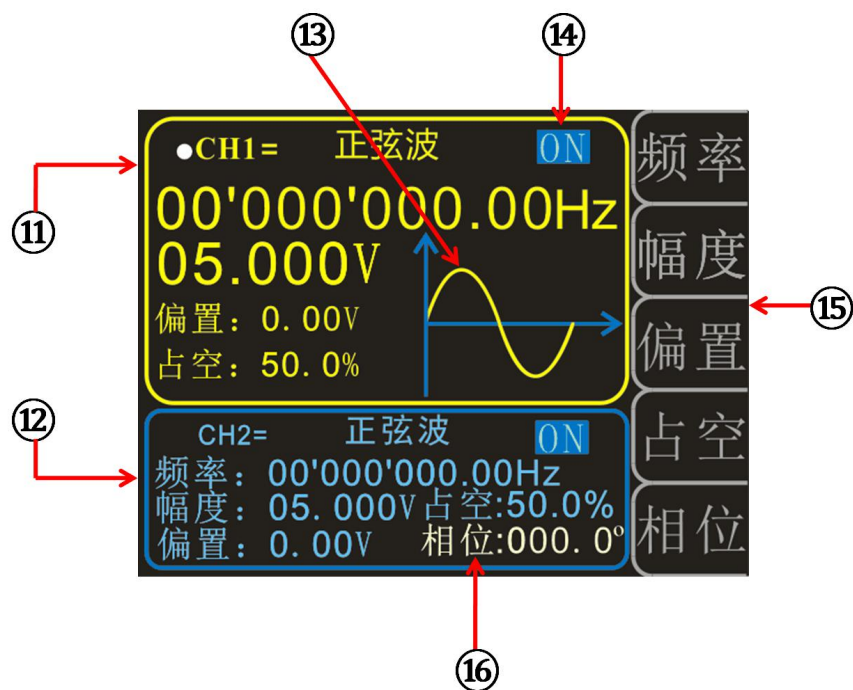 ⑬ ⑭
●CH1= 正弦波 ON
00'000'000.00Hz
05.000V
偏置：0.00V
占空：50.0%
⑪
频率
幅度
偏置
占空
相位
⑮
⑫
CH2= 正弦波 ON
频率：00'000'000.00Hz
幅度：05.000V 占空:50.0%
偏置：0.00V 相位:000.0°
⑯